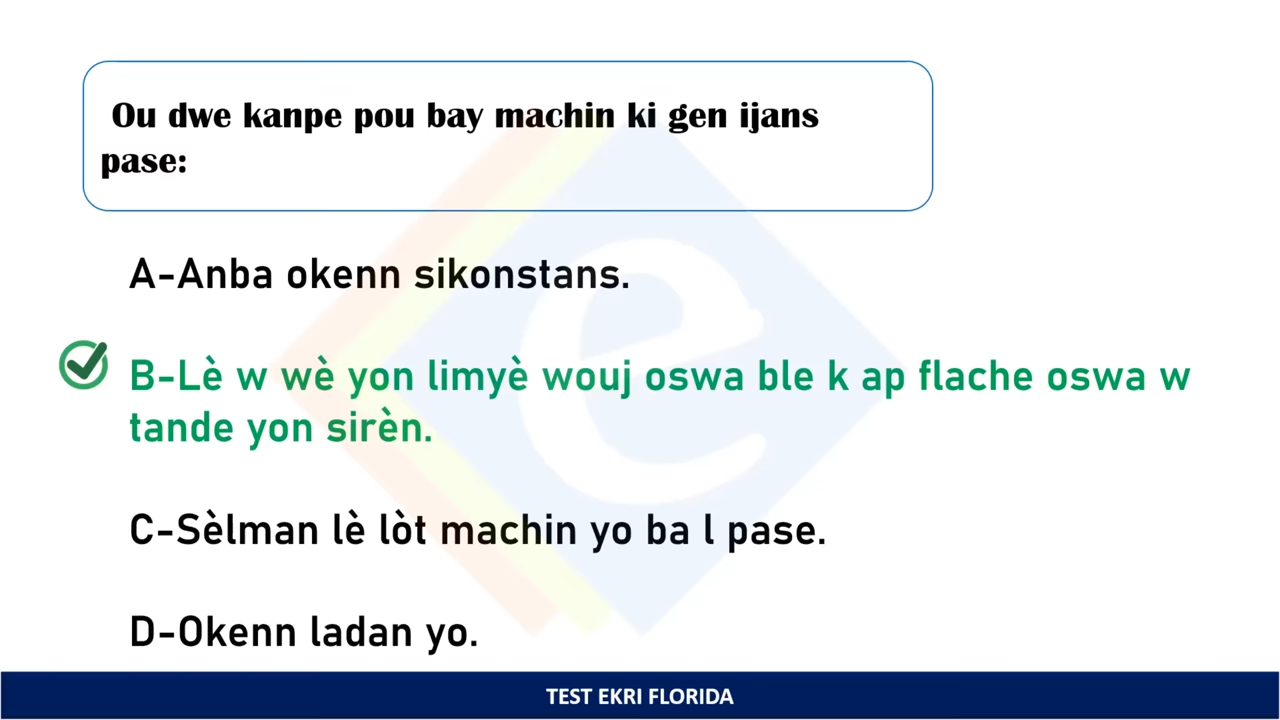 Ou dwe kanpe pou bay machin ki gen ijans
pase:
A-Anba okenn sikonstans.
B-Lè w wè yon limyè wouj oswa ble k ap flache oswa w
tande yon sirèn.
C-Sèlman lè lòt machin yo ba l pase.
D-Okenn ladan yo.
TEST EKRI FLORIDA